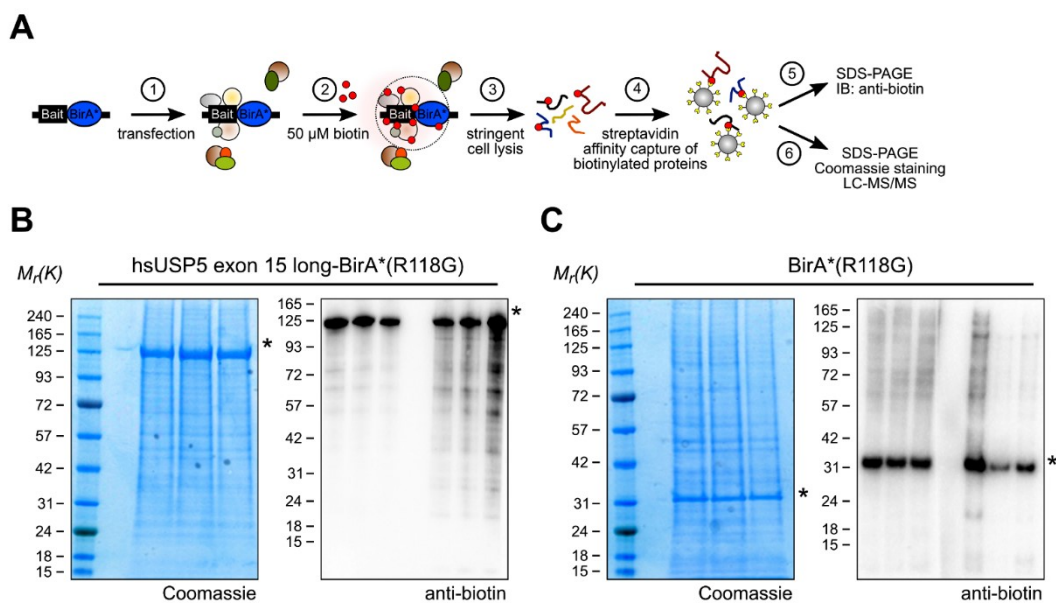 A
Bait BirA*
1
transfection
Bait BirA*
2
50 µM biotin
Bait BirA*
3
stringent
cell lysis
4
streptavidin
affinity capture of
biotinylated proteins
5
SDS-PAGE
IB: anti-biotin
6
SDS-PAGE
Coomassie staining
LC-MS/MS
B
hsUSP5 exon 15 long-BirA*(R118G)
Mr(K)
240
165
125
93
72
57
42
31
24
18
15
*
Coomassie
165
125
93
72
57
42
31
24
18
15
*
anti-biotin
C
BirA*(R118G)
Mr(K)
240
165
125
93
72
57
42
31
24
18
15
*
Coomassie
165
125
93
72
57
42
31
24
18
15
*
anti-biotin